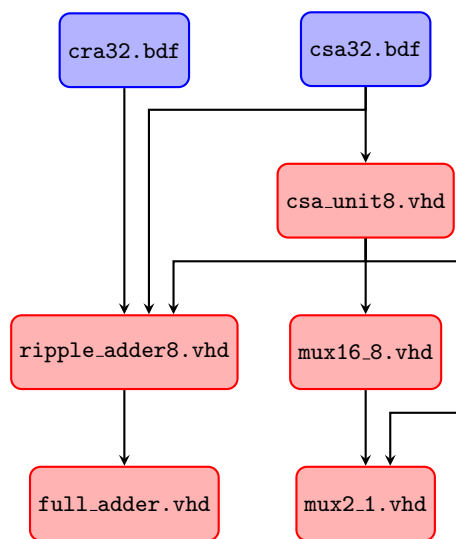 cra32.bdf
csa32.bdf
csa_unit8.vhd
ripple_adder8.vhd
mux16_8.vhd
full_adder.vhd
mux2_1.vhd